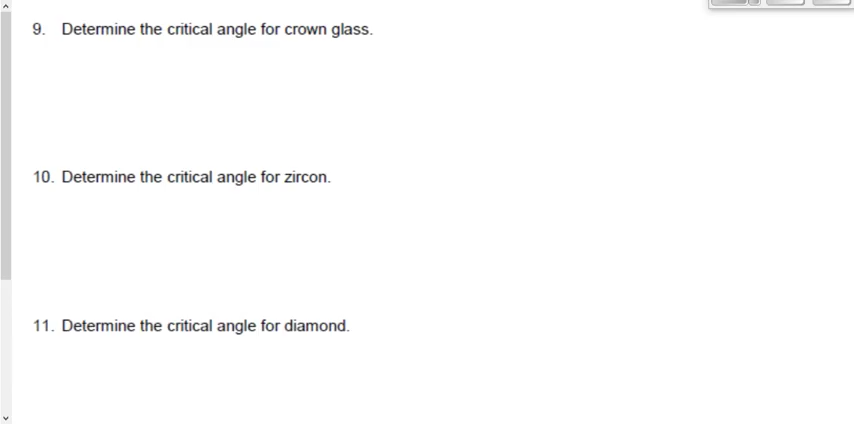 9. Determine the critical angle for crown glass.
10. Determine the critical angle for zircon.
11. Determine the critical angle for diamond.